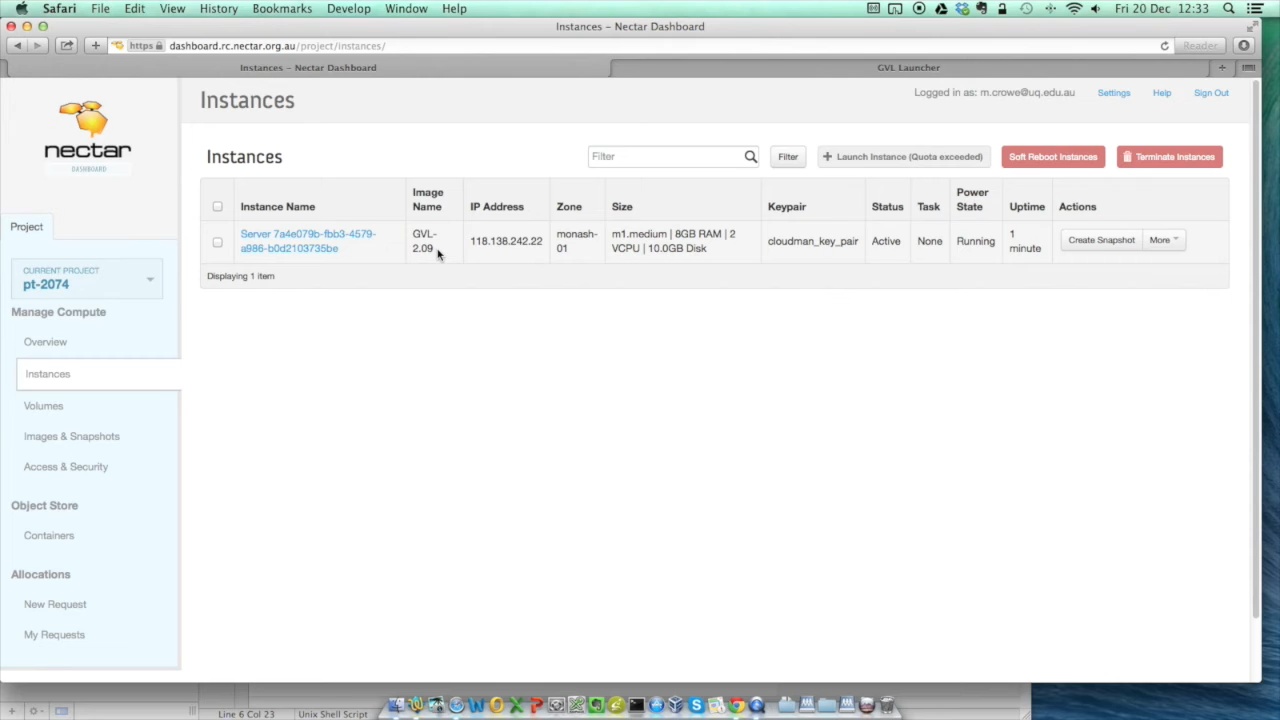 Safari File Edit View History Bookmarks Develop Window Help Fri 20 Dec 12:33
Instances – Nectar Dashboard
https dashboard.rc.nectar.org.au/project/instances/ Reader
Instances – Nectar Dashboard GVL Launcher
nectar
DASHBOARD
Project
CURRENT PROJECT
pt-2074
Manage Compute
Overview
Instances
Volumes
Images & Snapshots
Access & Security
Object Store
Containers
Allocations
New Request
My Requests
Instances
Logged in as: m.crowe@uq.edu.au Settings Help Sign Out
Instances
Filter Filter + Launch Instance (Quota exceeded) Soft Reboot Instances Terminate Instances
Instance Name Image Name IP Address Zone Size Keypair Status Task Power State Uptime Actions
Server 7a4e079b-fbb3-4579-
a986-b0d2103735be
GVL-
2.09
118.138.242.22
monash-
01
m1.medium | 8GB RAM | 2
VCPU | 10.0GB Disk
cloudman_key_pair
Active
None
Running
1
minute
Create Snapshot More
Displaying 1 item
Line 6 Col 23 Unix Shell Script